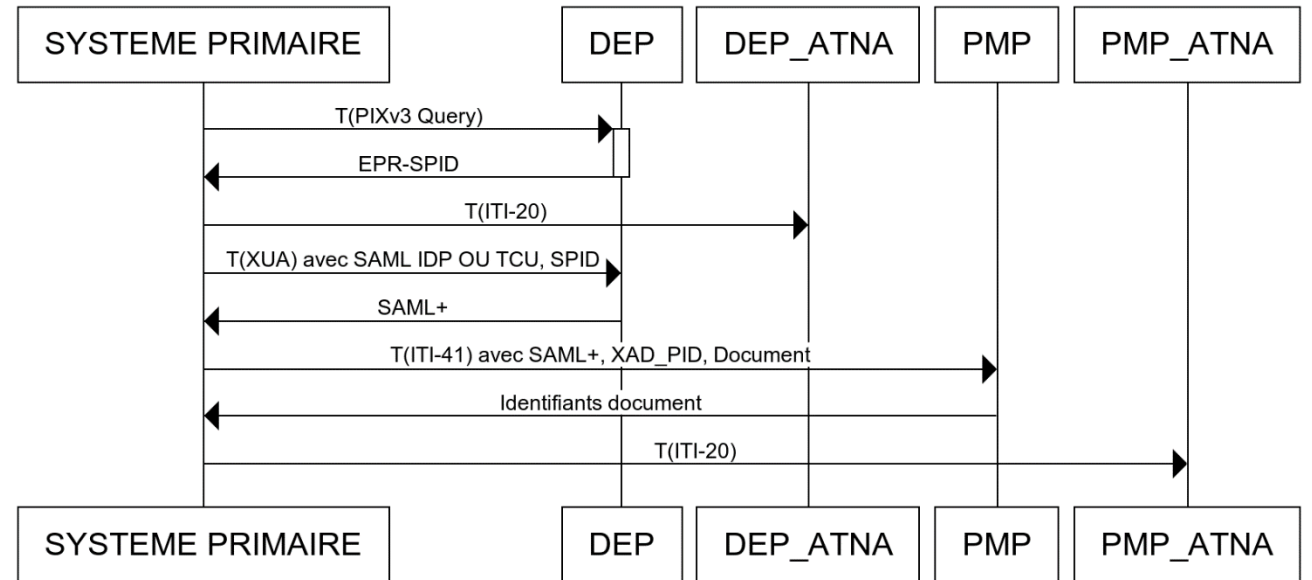 SYSTEME PRIMAIRE
DEP
DEP_ATNA
PMP
PMP_ATNA
T(PIXv3 Query)
EPR-SPID
T(ITI-20)
T(XUA) avec SAML IDP OU TCU, SPID
SAML+
T(ITI-41) avec SAML+, XAD_PID, Document
Identifiants document
T(ITI-20)
SYSTEME PRIMAIRE
DEP
DEP_ATNA
PMP
PMP_ATNA